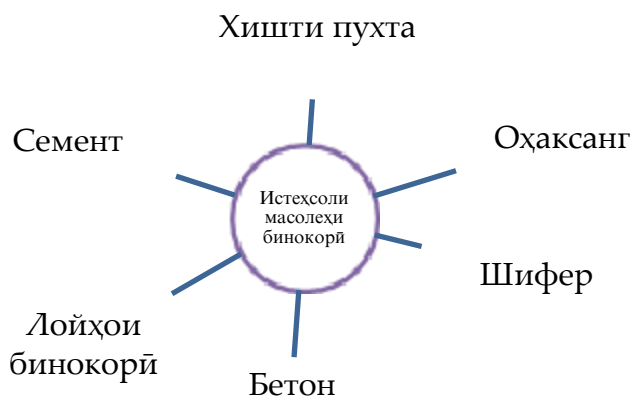 Хишти пухта
Семент
Оҳаксанг
Истеҳсоли
масолеҳи
бинокорӣ
Шифер
Лойҳои
бинокорӣ
Бетон